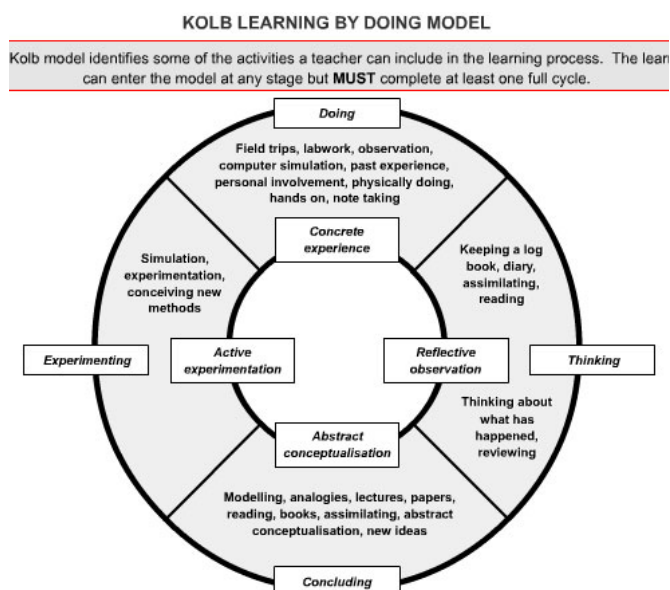 KOLB LEARNING BY DOING MODEL
Kolb model identifies some of the activities a teacher can include in the learning process. The lear
can enter the model at any stage but MUST complete at least one full cycle.
Doing
Field trips, labwork, observation,
computer simulation, past experience,
personal involvement, physically doing,
hands on, note taking
Concrete
experience
Simulation,
experimentation,
conceiving new
methods
Keeping a log
book, diary,
assimilating,
reading
Experimenting
Active
experimentation
Reflective
observation
Thinking
Thinking about
what has
happened,
reviewing
Abstract
conceptualisation
Modelling, analogies, lectures, papers,
reading, books, assimilating, abstract
conceptualisation, new ideas
Concluding